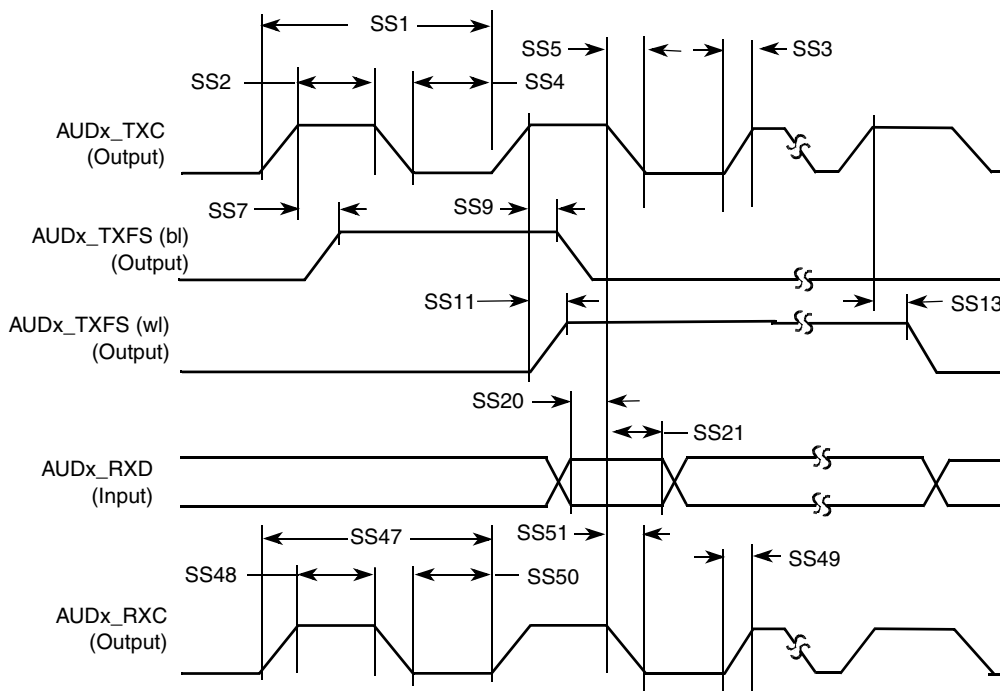 SS1
SS5
SS3
SS2
SS4
AUDx_TXC
(Output)
SS7
SS9
AUDx_TXFS (bl)
(Output)
SS11
SS13
AUDx_TXFS (wl)
(Output)
SS20
SS21
AUDx_RXD
(Input)
SS47
SS51
SS49
SS48
SS50
AUDx_RXC
(Output)